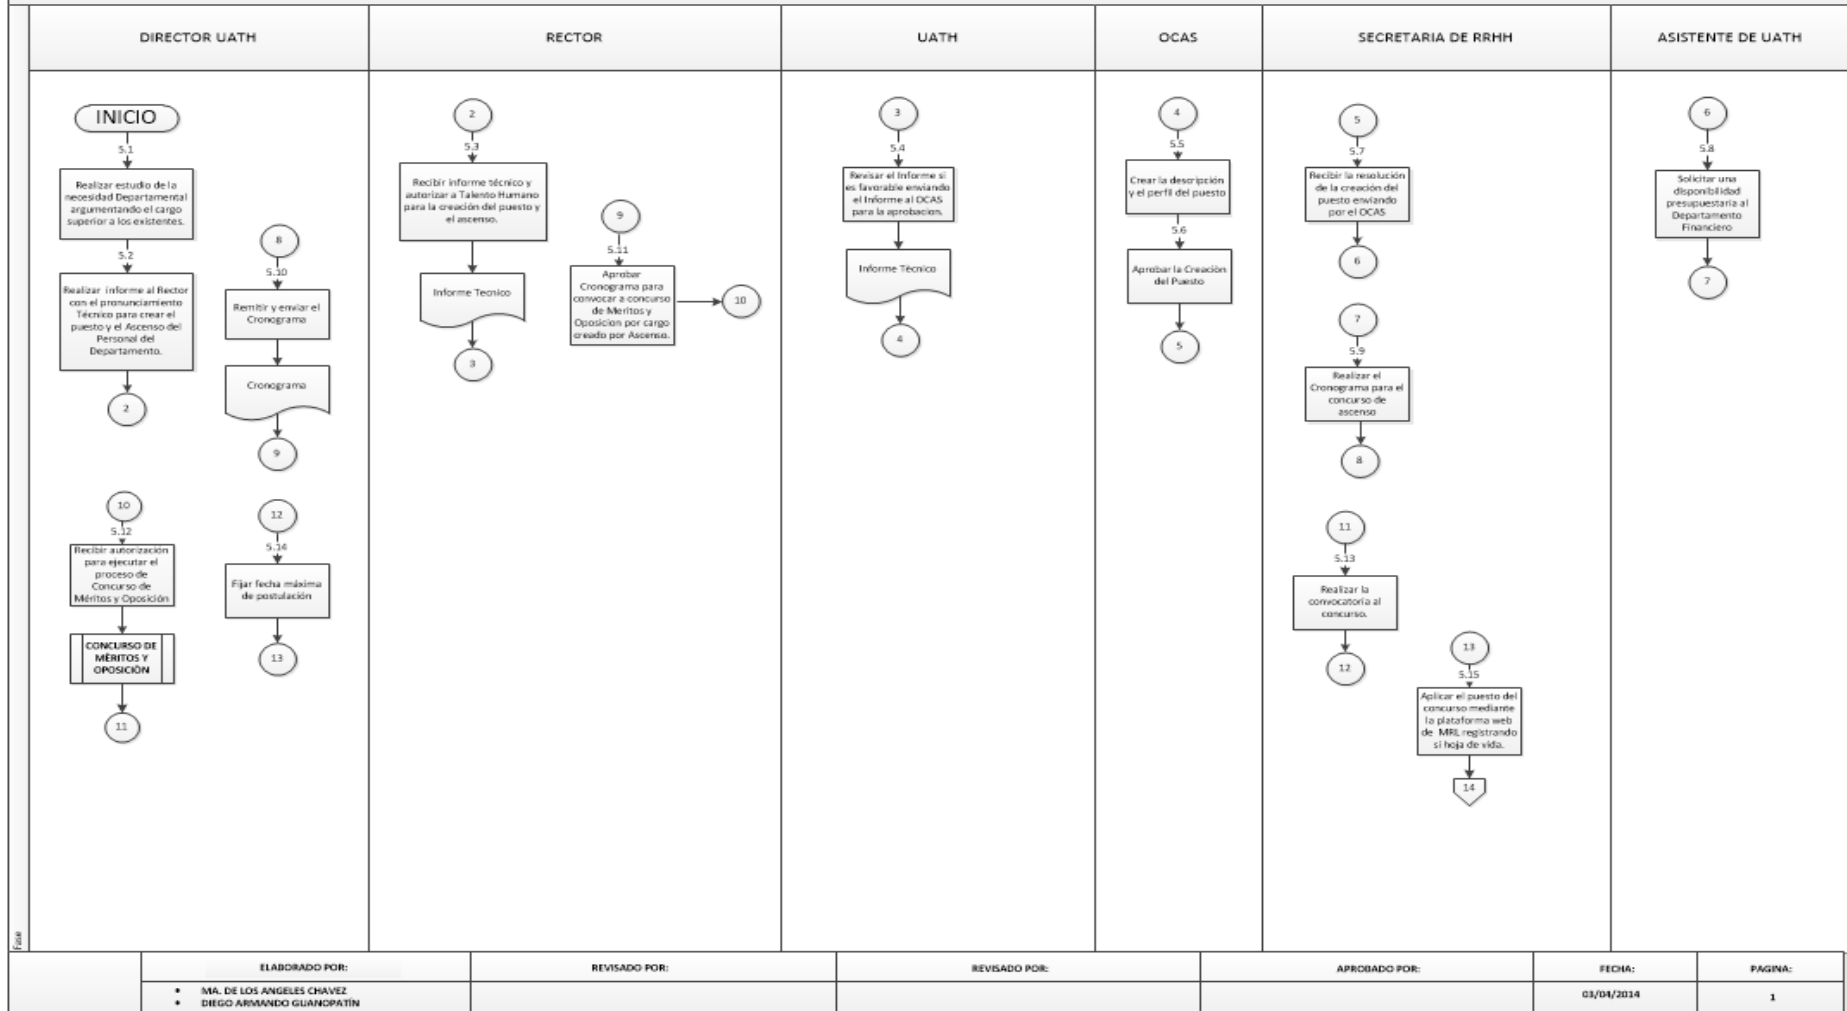 DIRECTOR UATH
RECTOR
UATH
OCAS
SECRETARIA DE RRHH
ASISTENTE DE UATH
INICIO
5.1
Realizar estudio de la
necesidad Departamental
argumentando el cargo
superior a los existentes.
5.2
Realizar informe al Rector
con el pronunciamiento
Técnico para crear el
puesto y el Ascenso del
Personal del
Departamento.
2
8
5.10
Remitir y enviar el
Cronograma
Cronograma
9
10
5.12
Recibir autorización
para ejecutar el
proceso de
Concurso de
Méritos y Oposición
CONCURSO DE
MÈRITOS Y
OPOSICIÒN
11
12
5.14
Fijar fecha máxima
de postulación
13
2
5.3
Recibir informe técnico y
autorizar a Talento Humano
para la creación del puesto y
el ascenso.
Informe Tecnico
3
9
5.11
Aprobar
Cronograma para
convocar a concurso
de Meritos y
Oposicion por cargo
creado por Ascenso.
10
3
5.4
Revisar el Informe si
es favorable enviando
el Informe al OCAS
para la aprobacion.
Informe Tècnico
4
4
5.5
Crear la descripción
y el perfil del puesto
5.6
Aprobar la Creaciòn
del Puesto
5
5
5.7
Recibir la resolución
de la creación del
puesto enviando
por el OCAS
6
7
5.9
Realizar el
Cronograma para el
concurso de
ascenso
8
11
5.13
Realizar la
convocatoria al
concurso.
12
13
5.15
Aplicar el puesto del
concurso mediante
la plataforma web
de MRL registrando
si hoja de vida.
14
6
5.8
Solicitar una
disponibilidad
presupuestaria al
Departamento
Financiero
7
Fase
ELABORADO POR:
REVISADO POR:
REVISADO POR:
APROBADO POR:
FECHA:
PAGINA:
• MA. DE LOS ANGELES CHAVEZ
• DIEGO ARMANDO GUANOPATÍN
03/04/2014
1